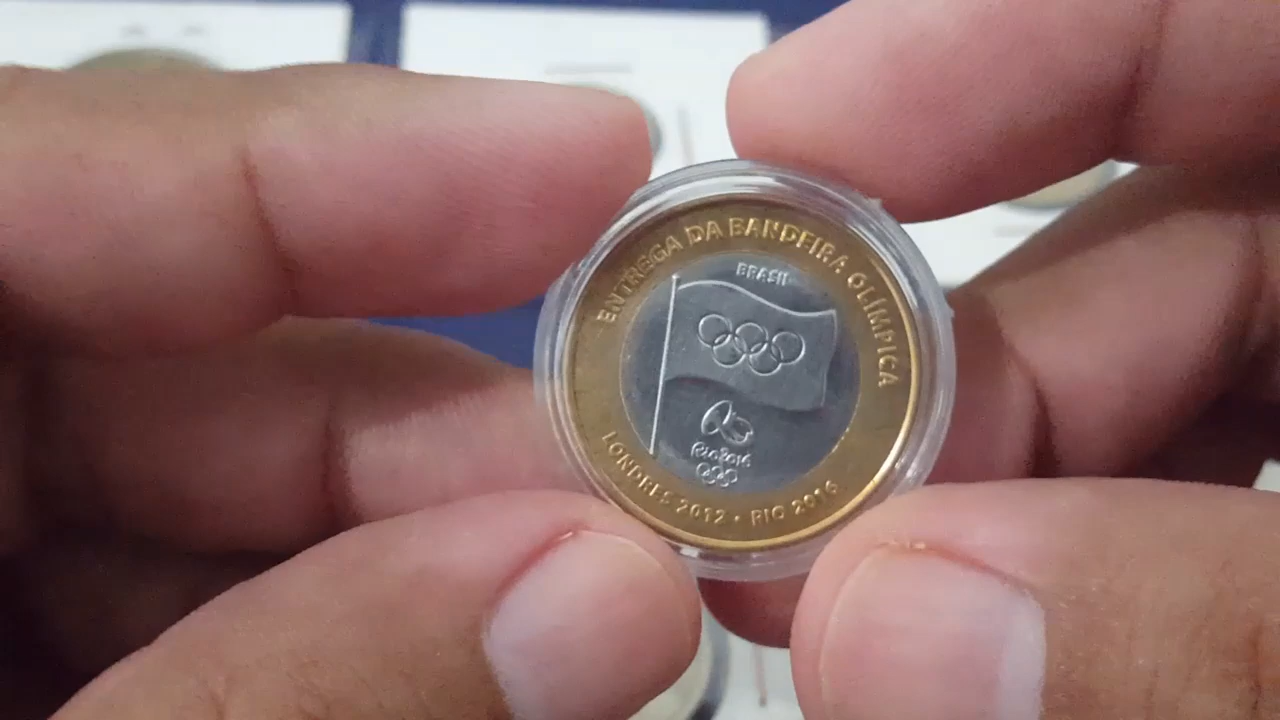 ENTREGA DA BANDEIRA OLÍMPICA
BRASIL
Rio2016
LONDRES 2012 • RIO 2016